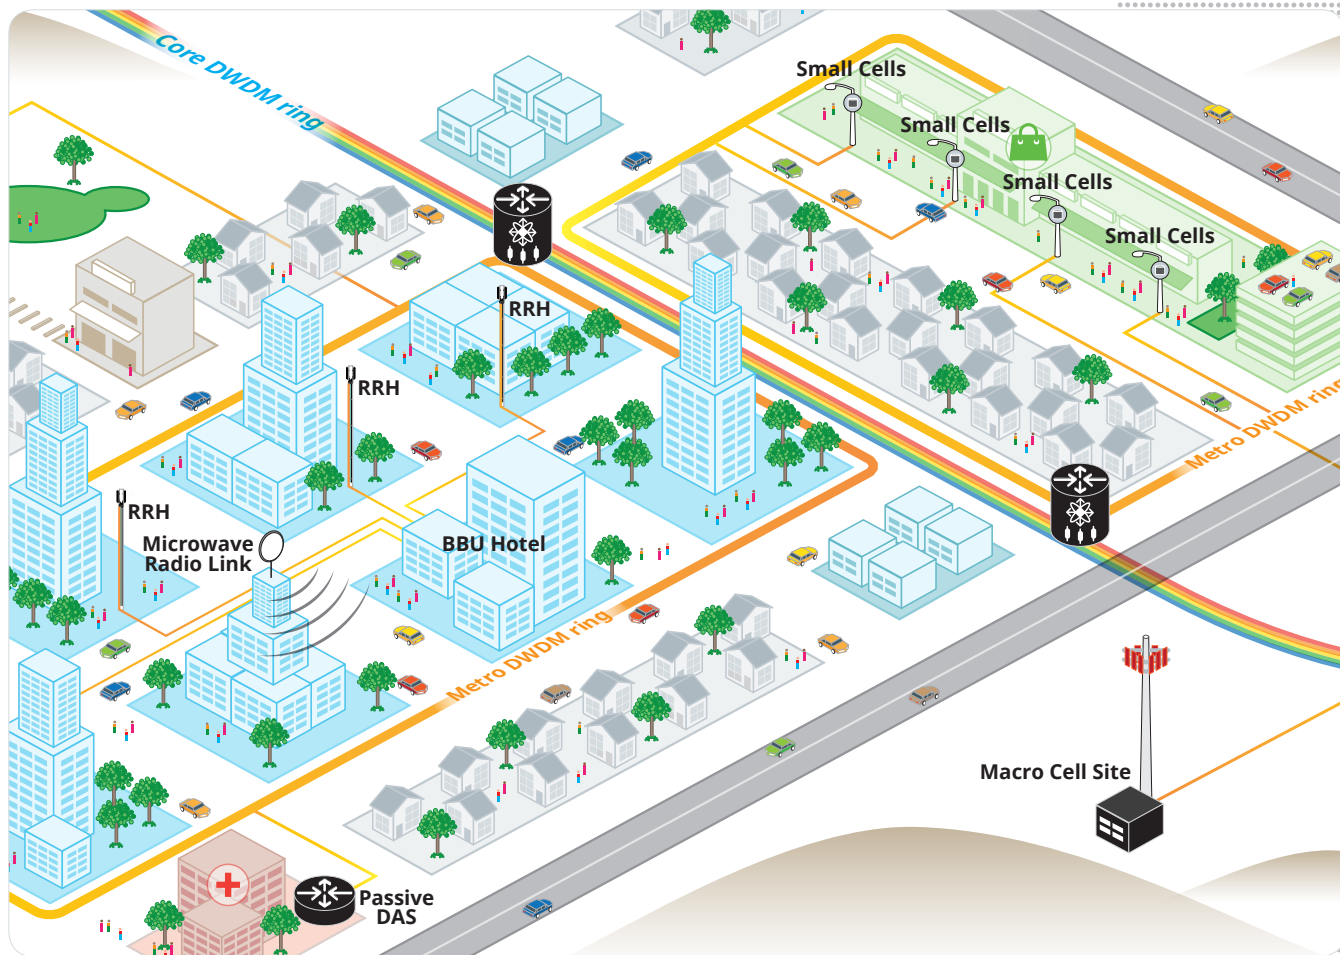 Core DWDM ring
Small Cells
Small Cells
Small Cells
Small Cells
RRH
RRH
RRH
Microwave
Radio Link
BBU Hotel
Metro DWDM ring
Metro DWDM ring
Macro Cell Site
Passive
DAS